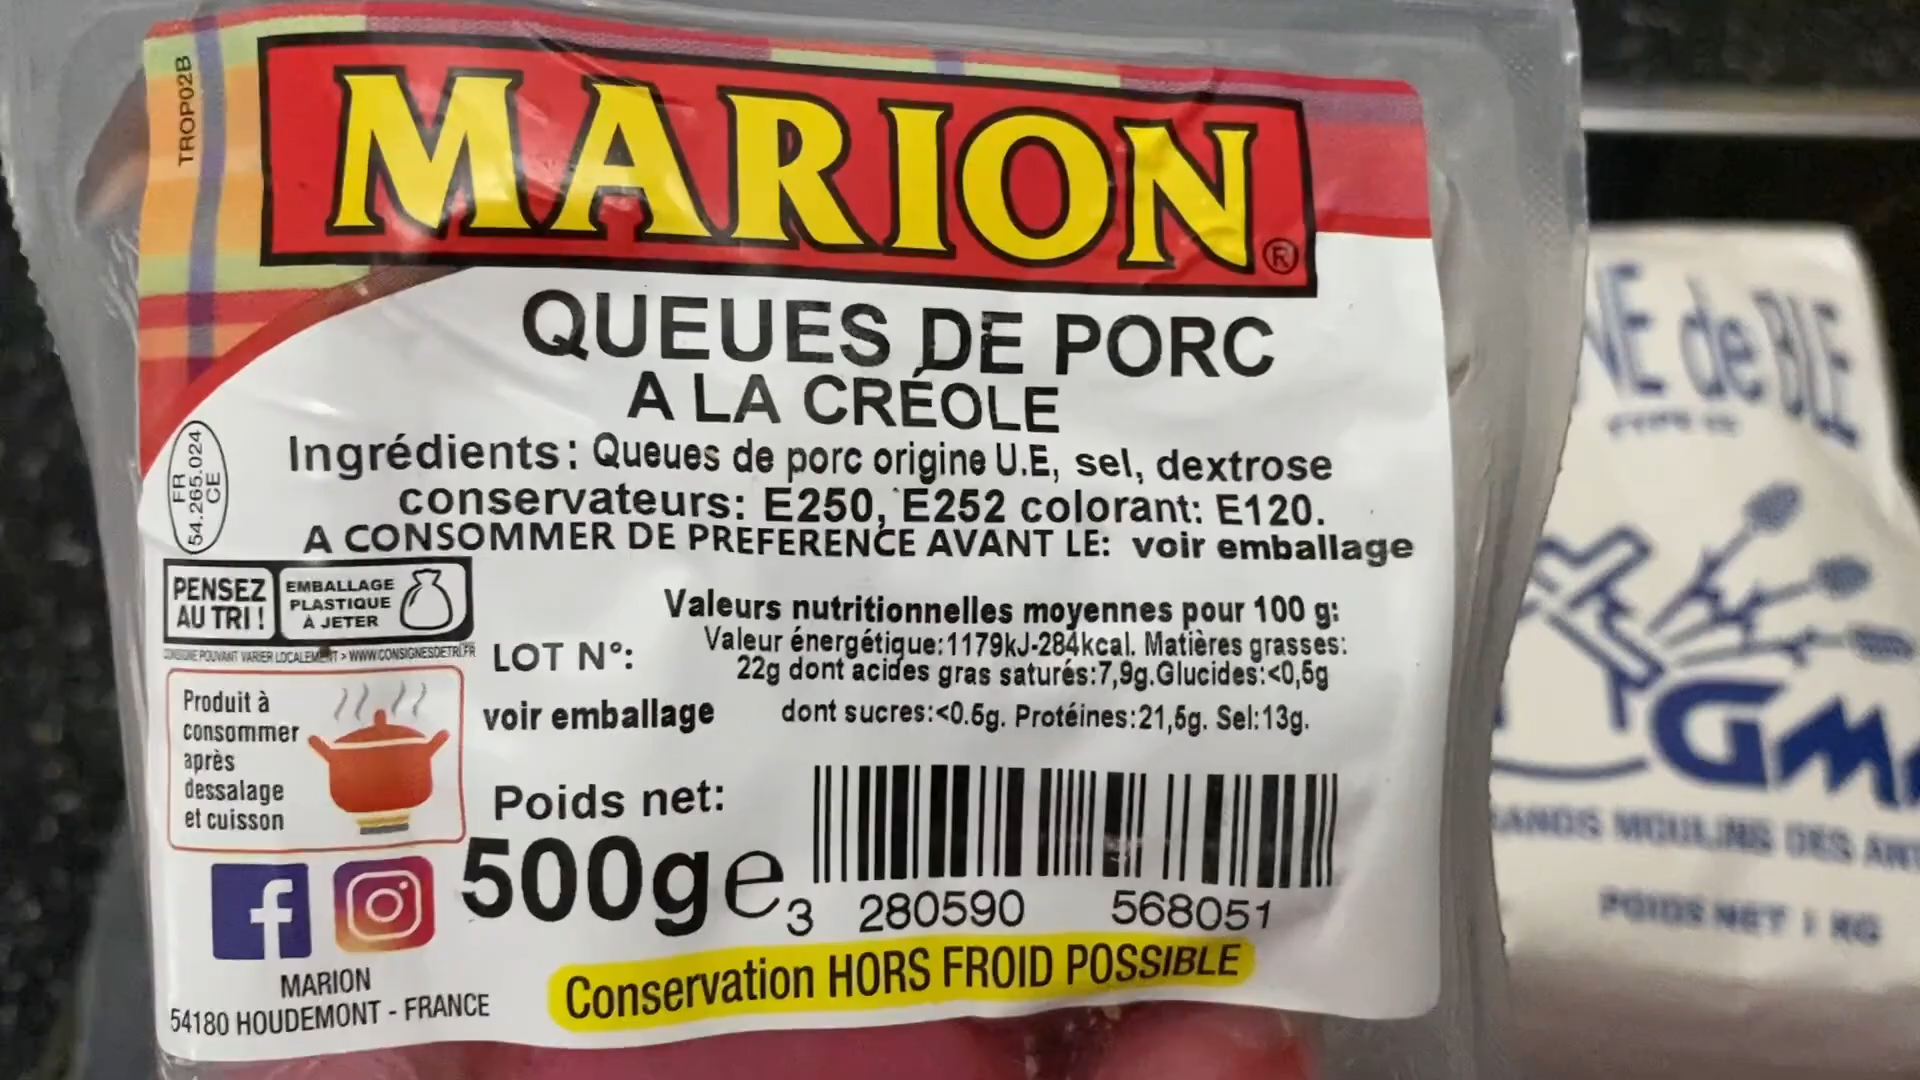 TROP02B
MARION®
QUEUES DE PORC
A LA CRÉOLE
Ingrédients: Queues de porc origine U.E, sel, dextrose
conservateurs: E250, E252 colorant: E120.
A CONSOMMER DE PREFERENCE AVANT LE: voir emballage
FR
54.265.024
CE
PENSEZ
AU TRI !
EMBALLAGE
PLASTIQUE
À JETER
CONSIGNE POUVANT VARIER LOCALEMENT > WWW.CONSIGNESDETRI.FR
LOT N°:
voir emballage
Valeurs nutritionnelles moyennes pour 100 g:
Valeur énergétique:1179kJ-284kcal. Matières grasses:
22g dont acides gras saturés:7,9g.Glucides:<0,5g
dont sucres:<0.5g. Protéines:21,5g. Sel:13g.
Produit à
consommer
après
dessalage
et cuisson
Poids net:
500g e
3 280590 568051
MARION
54180 HOUDEMONT - FRANCE
Conservation HORS FROID POSSIBLE
NE de BLE
GM
ANDS MOULINS DES ANT
POIDS NET 1 KG